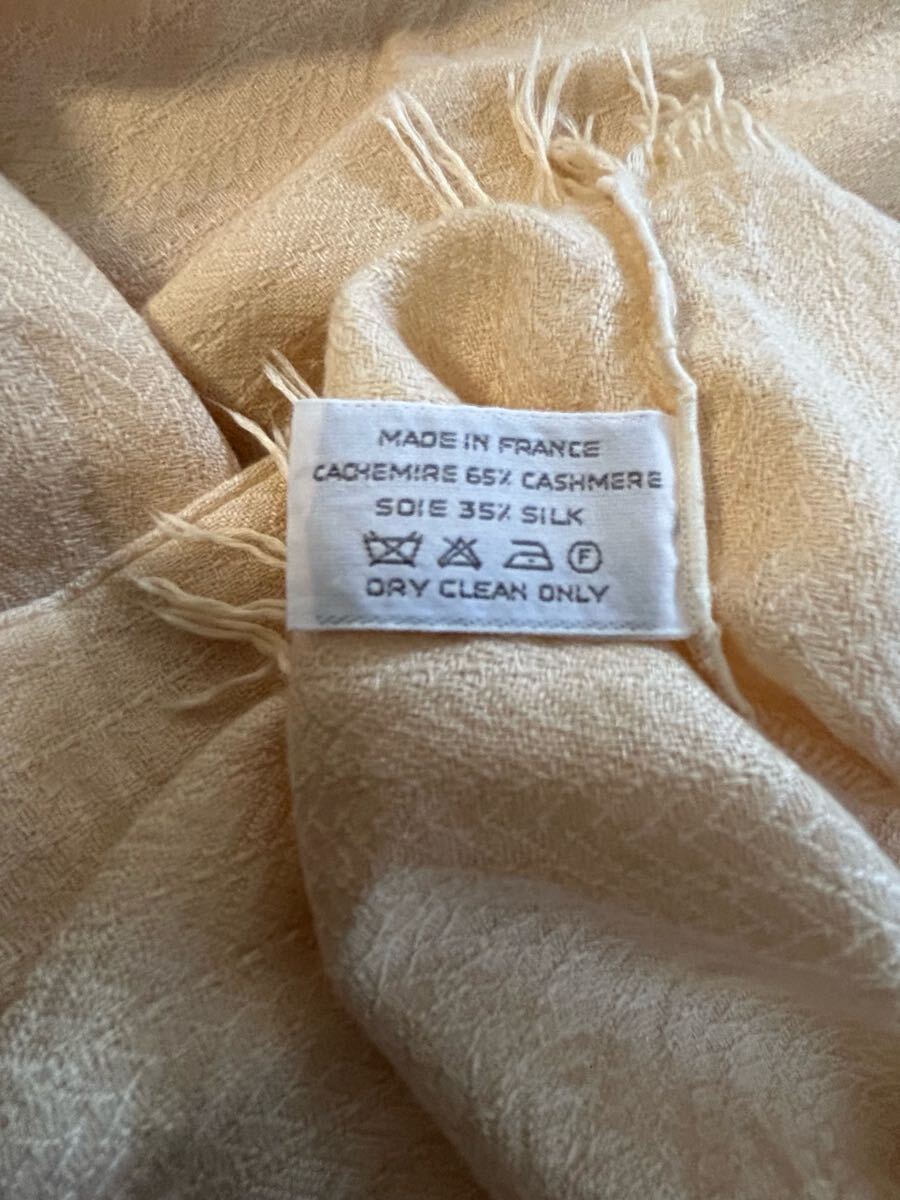 MADE IN FRANCE
CACHEMIRE 65% CASHMERE
SOIE 35% SILK
F
DRY CLEAN ONLY